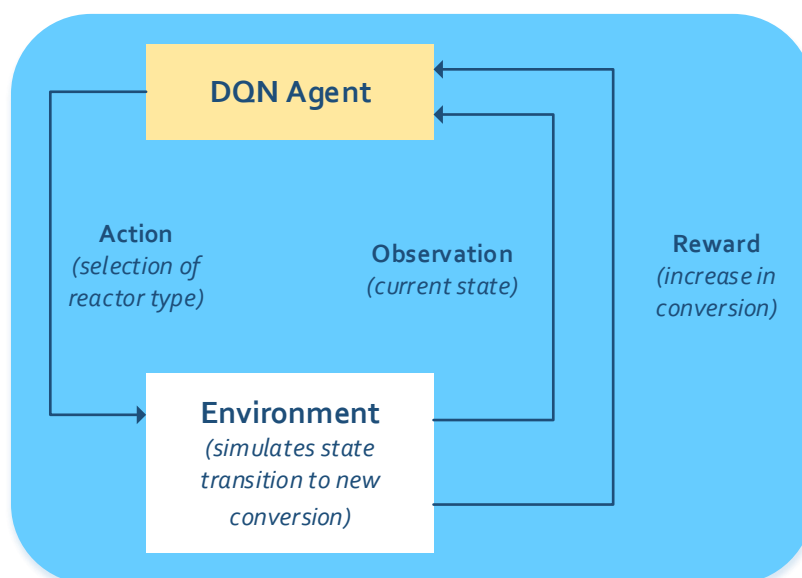 DQN Agent
Action
(selection of
reactor type)
Observation
(current state)
Reward
(increase in
conversion)
Environment
(simulates state
transition to new
conversion)